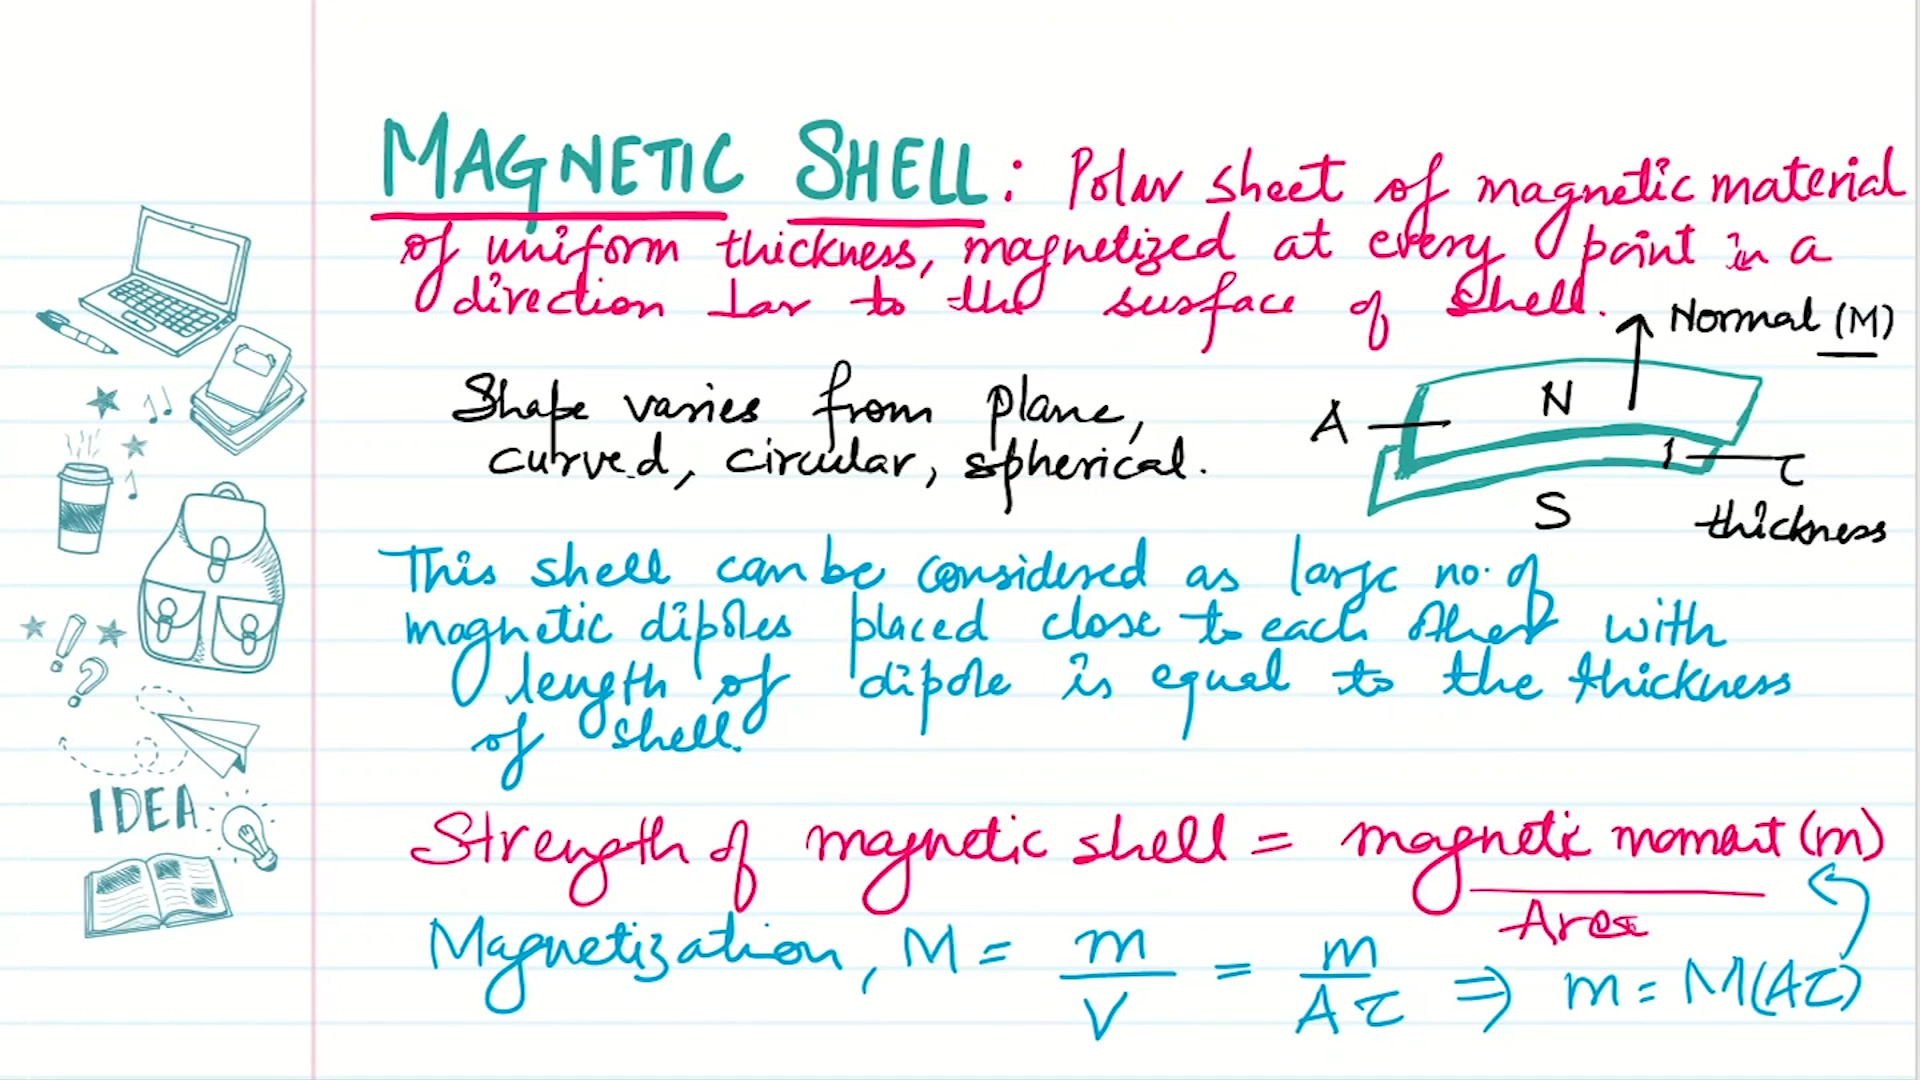 MAGNETIC SHELL: Polar sheet of magnetic material
of uniform thickness, magnetized at every point in a
direction ⊥ar to the surface of shell.
Normal (M)
Shape varies from plane,
curved, circular, spherical.
A
N
τ
S
thickness
This shell can be considered as large no. of
magnetic dipoles placed close to each other with
length of dipole is equal to the thickness
of shell.
IDEA
Strength of magnetic shell = magnetic moment (m)
Area
Magnetization, M = m/V = m/Aτ ⇒ m = M(Aτ)